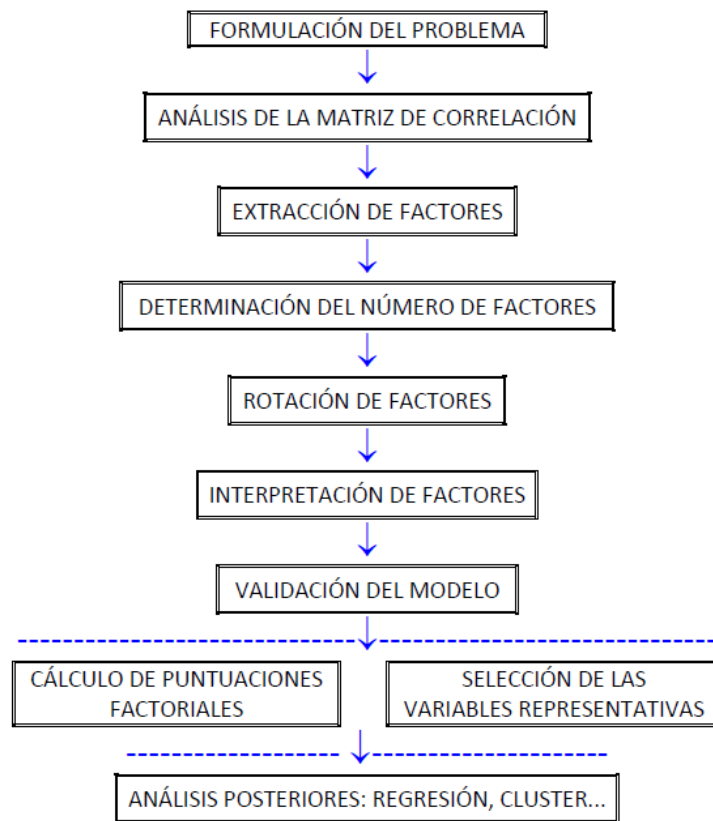 FORMULACIÓN DEL PROBLEMA
ANÁLISIS DE LA MATRIZ DE CORRELACIÓN
EXTRACCIÓN DE FACTORES
DETERMINACIÓN DEL NÚMERO DE FACTORES
ROTACIÓN DE FACTORES
INTERPRETACIÓN DE FACTORES
VALIDACIÓN DEL MODELO
CÁLCULO DE PUNTUACIONES
FACTORIALES
SELECCIÓN DE LAS
VARIABLES REPRESENTATIVAS
ANÁLISIS POSTERIORES: REGRESIÓN, CLUSTER...